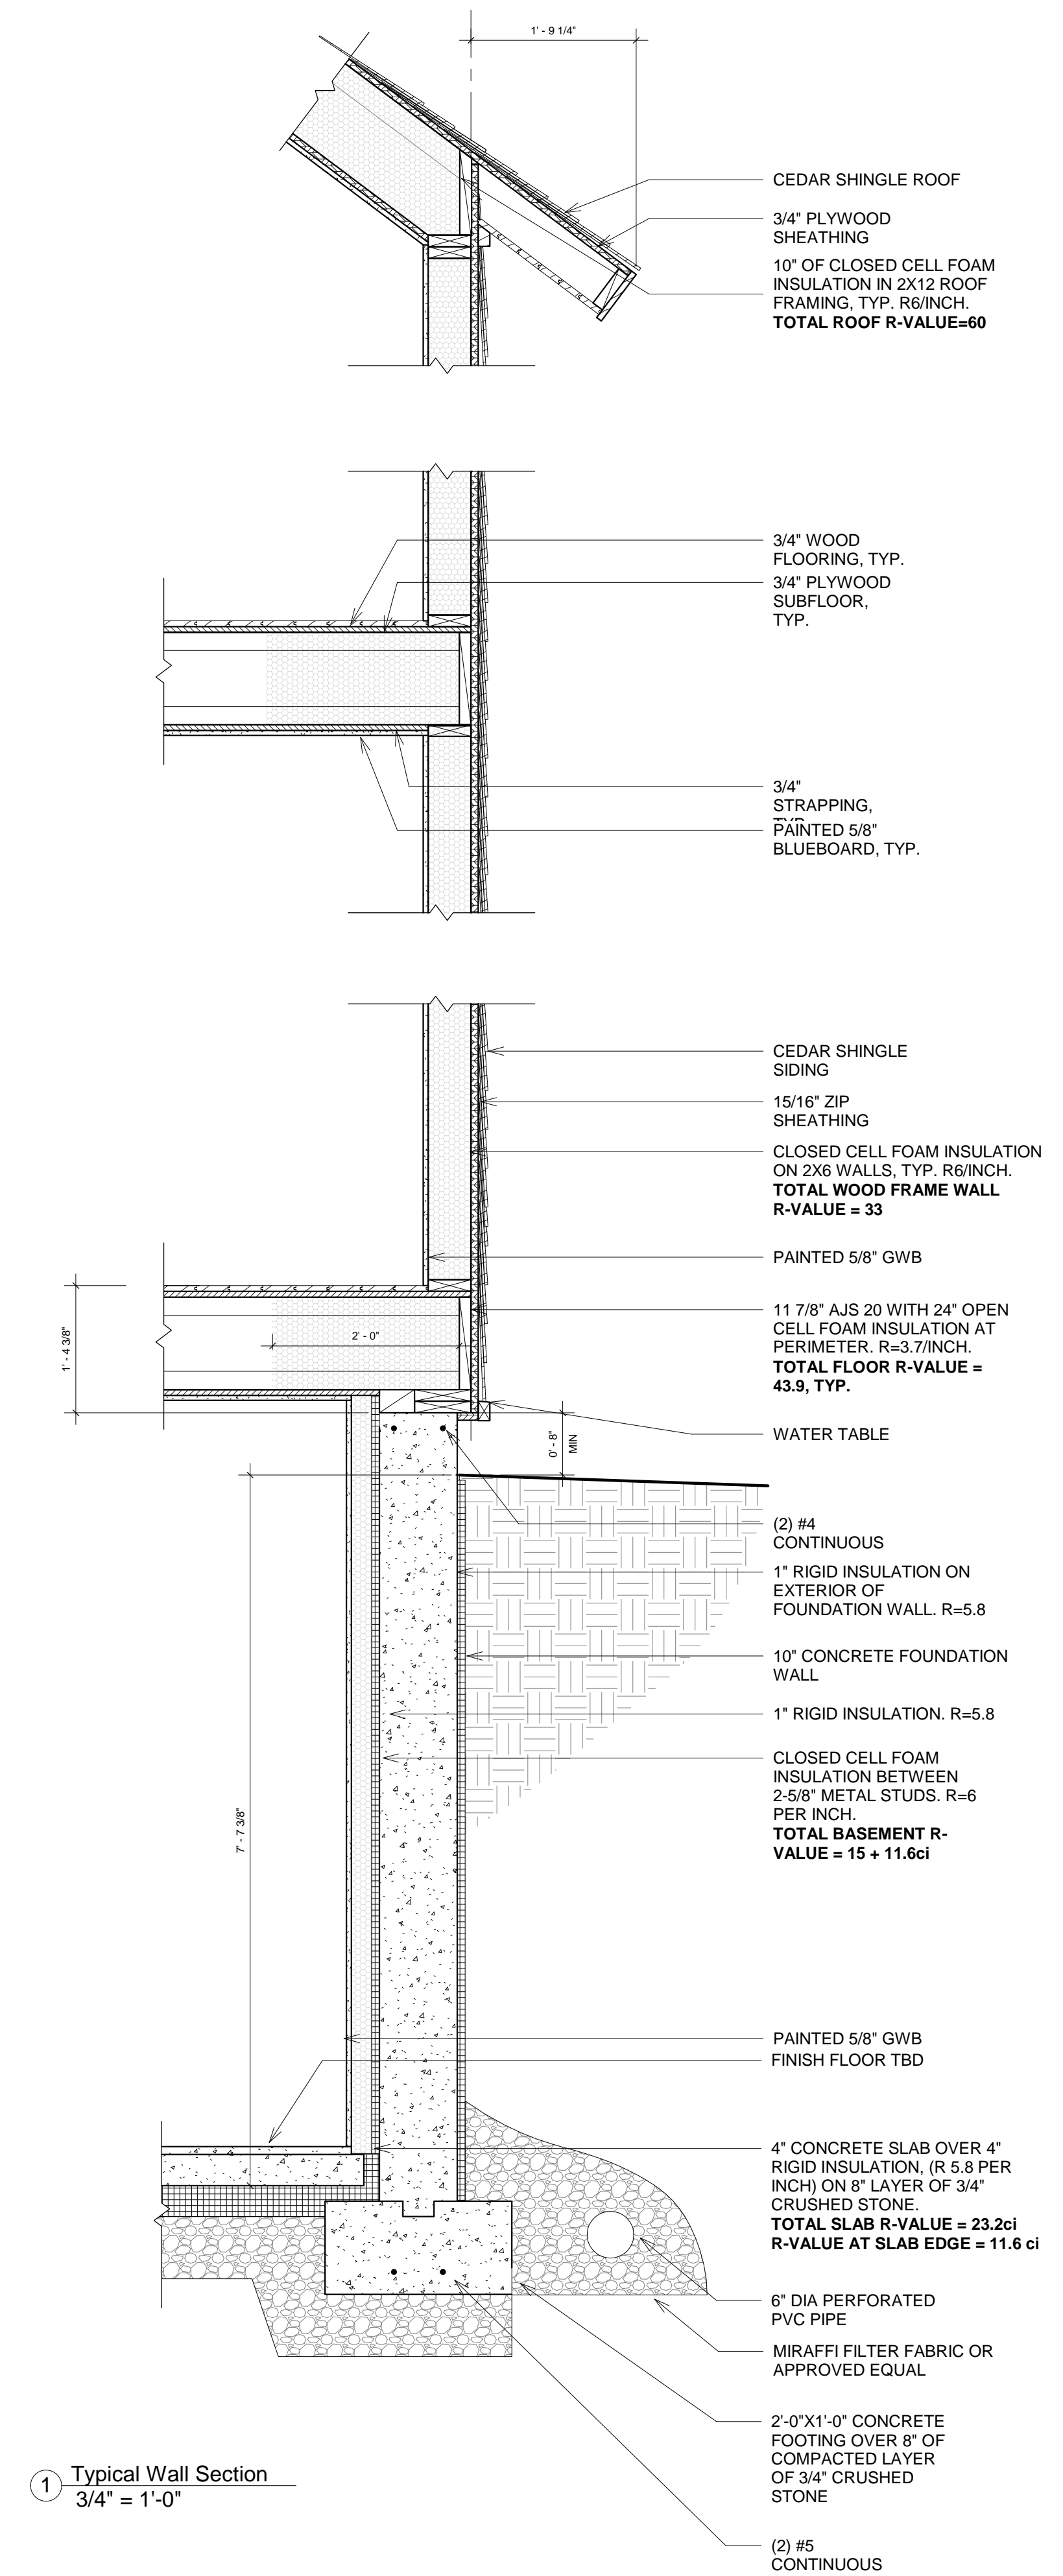 1' - 9 1/4"
CEDAR SHINGLE ROOF
3/4" PLYWOOD
SHEATHING
10" OF CLOSED CELL FOAM
INSULATION IN 2X12 ROOF
FRAMING, TYP. R6/INCH.
TOTAL ROOF R-VALUE=60
3/4" WOOD
FLOORING, TYP.
3/4" PLYWOOD
SUBFLOOR,
TYP.
3/4"
STRAPPING,
TYP.
PAINTED 5/8"
BLUEBOARD, TYP.
CEDAR SHINGLE
SIDING
15/16" ZIP
SHEATHING
CLOSED CELL FOAM INSULATION
ON 2X6 WALLS, TYP. R6/INCH.
TOTAL WOOD FRAME WALL
R-VALUE = 33
PAINTED 5/8" GWB
1' - 4 3/8"
2' - 0"
11 7/8" AJS 20 WITH 24" OPEN
CELL FOAM INSULATION AT
PERIMETER. R=3.7/INCH.
TOTAL FLOOR R-VALUE =
43.9, TYP.
WATER TABLE
0' - 8"
MIN
(2) #4
CONTINUOUS
1" RIGID INSULATION ON
EXTERIOR OF
FOUNDATION WALL. R=5.8
10" CONCRETE FOUNDATION
WALL
1" RIGID INSULATION. R=5.8
CLOSED CELL FOAM
INSULATION BETWEEN
2-5/8" METAL STUDS. R=6
PER INCH.
TOTAL BASEMENT R-
VALUE = 15 + 11.6ci
7' - 7 3/8"
PAINTED 5/8" GWB
FINISH FLOOR TBD
4" CONCRETE SLAB OVER 4"
RIGID INSULATION, (R 5.8 PER
INCH) ON 8" LAYER OF 3/4"
CRUSHED STONE.
TOTAL SLAB R-VALUE = 23.2ci
R-VALUE AT SLAB EDGE = 11.6 ci
6" DIA PERFORATED
PVC PIPE
MIRAFFI FILTER FABRIC OR
APPROVED EQUAL
2'-0"X1'-0" CONCRETE
FOOTING OVER 8" OF
COMPACTED LAYER
OF 3/4" CRUSHED
STONE
(2) #5
CONTINUOUS
1
Typical Wall Section
3/4" = 1'-0"